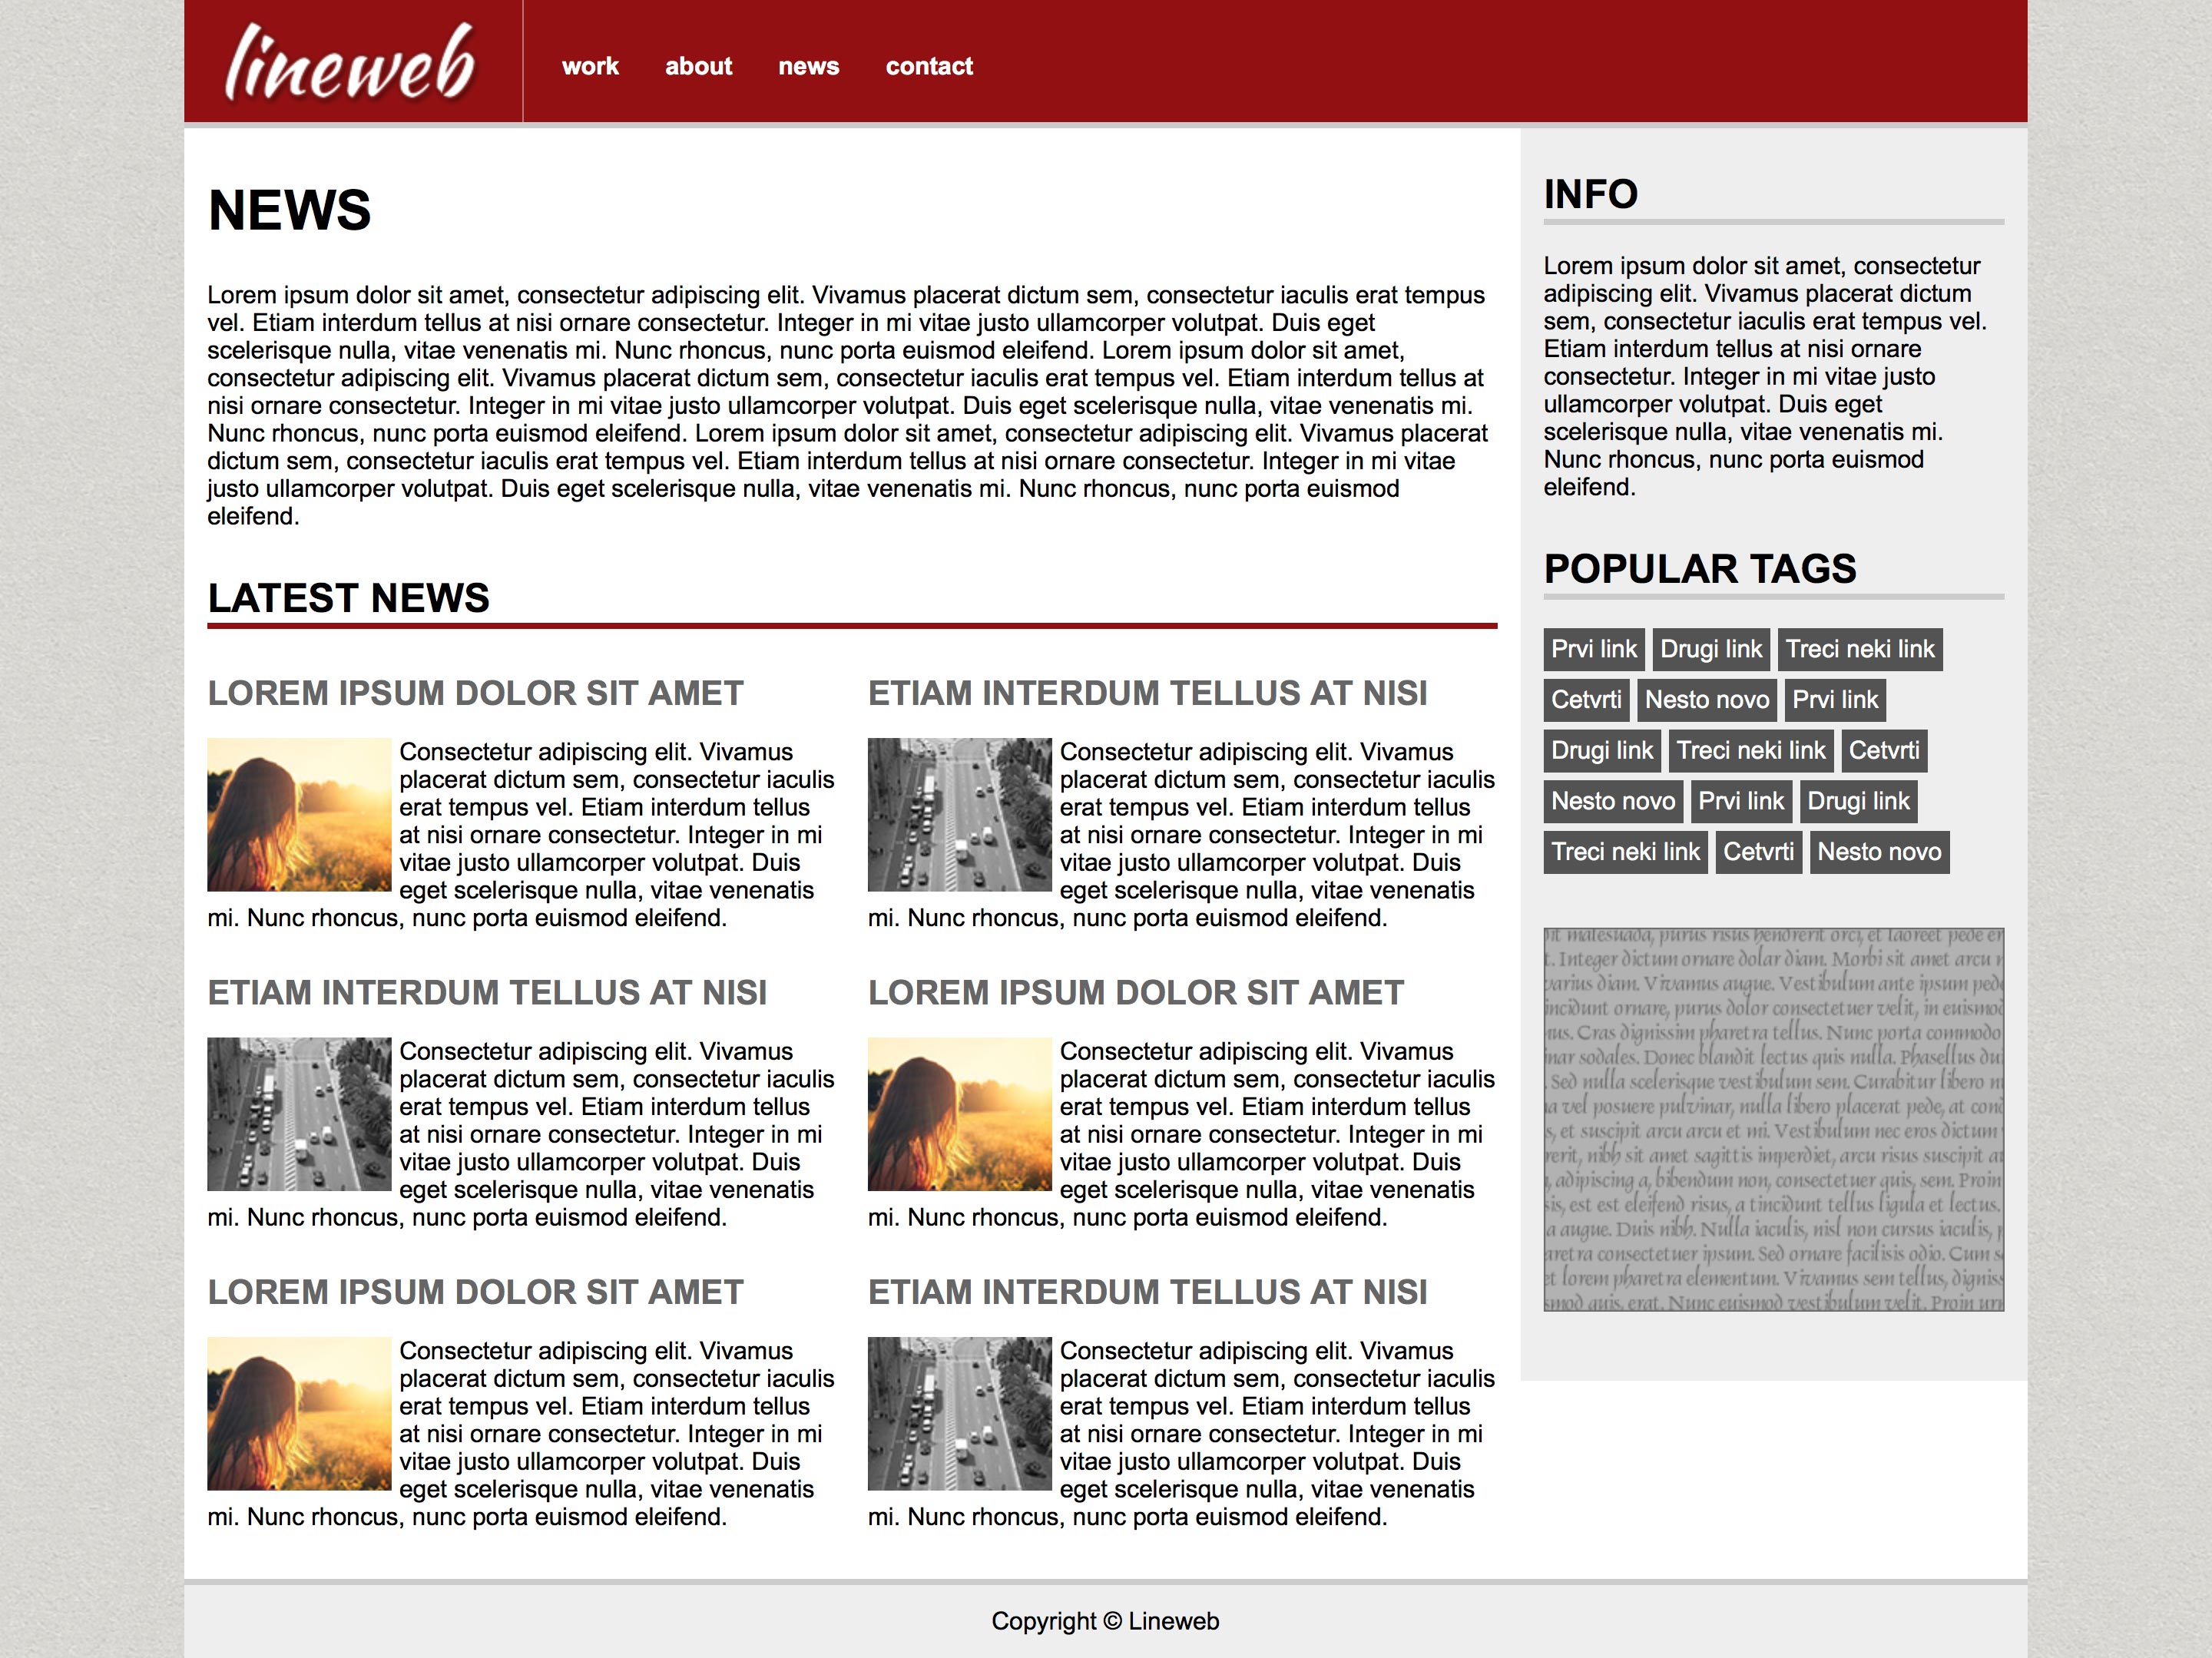 lineweb
work about news contact
NEWS
Lorem ipsum dolor sit amet, consectetur adipiscing elit. Vivamus placerat dictum sem, consectetur iaculis erat tempus
vel. Etiam interdum tellus at nisi ornare consectetur. Integer in mi vitae justo ullamcorper volutpat. Duis eget
scelerisque nulla, vitae venenatis mi. Nunc rhoncus, nunc porta euismod eleifend. Lorem ipsum dolor sit amet,
consectetur adipiscing elit. Vivamus placerat dictum sem, consectetur iaculis erat tempus vel. Etiam interdum tellus at
nisi ornare consectetur. Integer in mi vitae justo ullamcorper volutpat. Duis eget scelerisque nulla, vitae venenatis mi.
Nunc rhoncus, nunc porta euismod eleifend. Lorem ipsum dolor sit amet, consectetur adipiscing elit. Vivamus placerat
dictum sem, consectetur iaculis erat tempus vel. Etiam interdum tellus at nisi ornare consectetur. Integer in mi vitae
justo ullamcorper volutpat. Duis eget scelerisque nulla, vitae venenatis mi. Nunc rhoncus, nunc porta euismod
eleifend.
LATEST NEWS
LOREM IPSUM DOLOR SIT AMET
Consectetur adipiscing elit. Vivamus
placerat dictum sem, consectetur iaculis
erat tempus vel. Etiam interdum tellus
at nisi ornare consectetur. Integer in mi
vitae justo ullamcorper volutpat. Duis
eget scelerisque nulla, vitae venenatis
mi. Nunc rhoncus, nunc porta euismod eleifend.
ETIAM INTERDUM TELLUS AT NISI
Consectetur adipiscing elit. Vivamus
placerat dictum sem, consectetur iaculis
erat tempus vel. Etiam interdum tellus
at nisi ornare consectetur. Integer in mi
vitae justo ullamcorper volutpat. Duis
eget scelerisque nulla, vitae venenatis
mi. Nunc rhoncus, nunc porta euismod eleifend.
ETIAM INTERDUM TELLUS AT NISI
Consectetur adipiscing elit. Vivamus
placerat dictum sem, consectetur iaculis
erat tempus vel. Etiam interdum tellus
at nisi ornare consectetur. Integer in mi
vitae justo ullamcorper volutpat. Duis
eget scelerisque nulla, vitae venenatis
mi. Nunc rhoncus, nunc porta euismod eleifend.
LOREM IPSUM DOLOR SIT AMET
Consectetur adipiscing elit. Vivamus
placerat dictum sem, consectetur iaculis
erat tempus vel. Etiam interdum tellus
at nisi ornare consectetur. Integer in mi
vitae justo ullamcorper volutpat. Duis
eget scelerisque nulla, vitae venenatis
mi. Nunc rhoncus, nunc porta euismod eleifend.
LOREM IPSUM DOLOR SIT AMET
Consectetur adipiscing elit. Vivamus
placerat dictum sem, consectetur iaculis
erat tempus vel. Etiam interdum tellus
at nisi ornare consectetur. Integer in mi
vitae justo ullamcorper volutpat. Duis
eget scelerisque nulla, vitae venenatis
mi. Nunc rhoncus, nunc porta euismod eleifend.
ETIAM INTERDUM TELLUS AT NISI
Consectetur adipiscing elit. Vivamus
placerat dictum sem, consectetur iaculis
erat tempus vel. Etiam interdum tellus
at nisi ornare consectetur. Integer in mi
vitae justo ullamcorper volutpat. Duis
eget scelerisque nulla, vitae venenatis
mi. Nunc rhoncus, nunc porta euismod eleifend.
INFO
Lorem ipsum dolor sit amet, consectetur
adipiscing elit. Vivamus placerat dictum
sem, consectetur iaculis erat tempus vel.
Etiam interdum tellus at nisi ornare
consectetur. Integer in mi vitae justo
ullamcorper volutpat. Duis eget
scelerisque nulla, vitae venenatis mi.
Nunc rhoncus, nunc porta euismod
eleifend.
POPULAR TAGS
Prvi link Drugi link Treci neki link
Cetvrti Nesto novo Prvi link
Drugi link Treci neki link Cetvrti
Nesto novo Prvi link Drugi link
Treci neki link Cetvrti Nesto novo
malesuada, purus risus hendrerit orci, et laoreet pede
. Integer dictum ornare dolar diam. Morbi sit amet arcu
varius diam. Vivamus augue. Vestibulum ante ipsum
ornare, purus dolor consectetuer velit, in
. Cras dignissim pharetra tellus. Nunc porta commodo
sodales. Donec blandit lectus quis nulla. Phasellus
. Sed nulla scelerisque vestibulum sem. Curabitur libero
vel posuere pulvinar, nulla libero placerat pede, at
, et suscipit arcu arcu et mi. Vestibulum nec eros dictum
, nibh sit amet sagittis imperdiet, arcu risus suscipit
, adipiscing a, bibendum non, consectetuer quis, sem. Proin
, est est eleifend risus, a tincidunt tellus ligula et lectus.
a augue. Duis nibh. Nulla iaculis, nisl non cursus iaculis,
consectetuer ipsum. Sed ornare facilisis odio. Cum
et lorem pharetra elementum. Vivamus sem tellus,
quis, erat. Nunc euismod vestibulum velit. Proin
Copyright © Lineweb